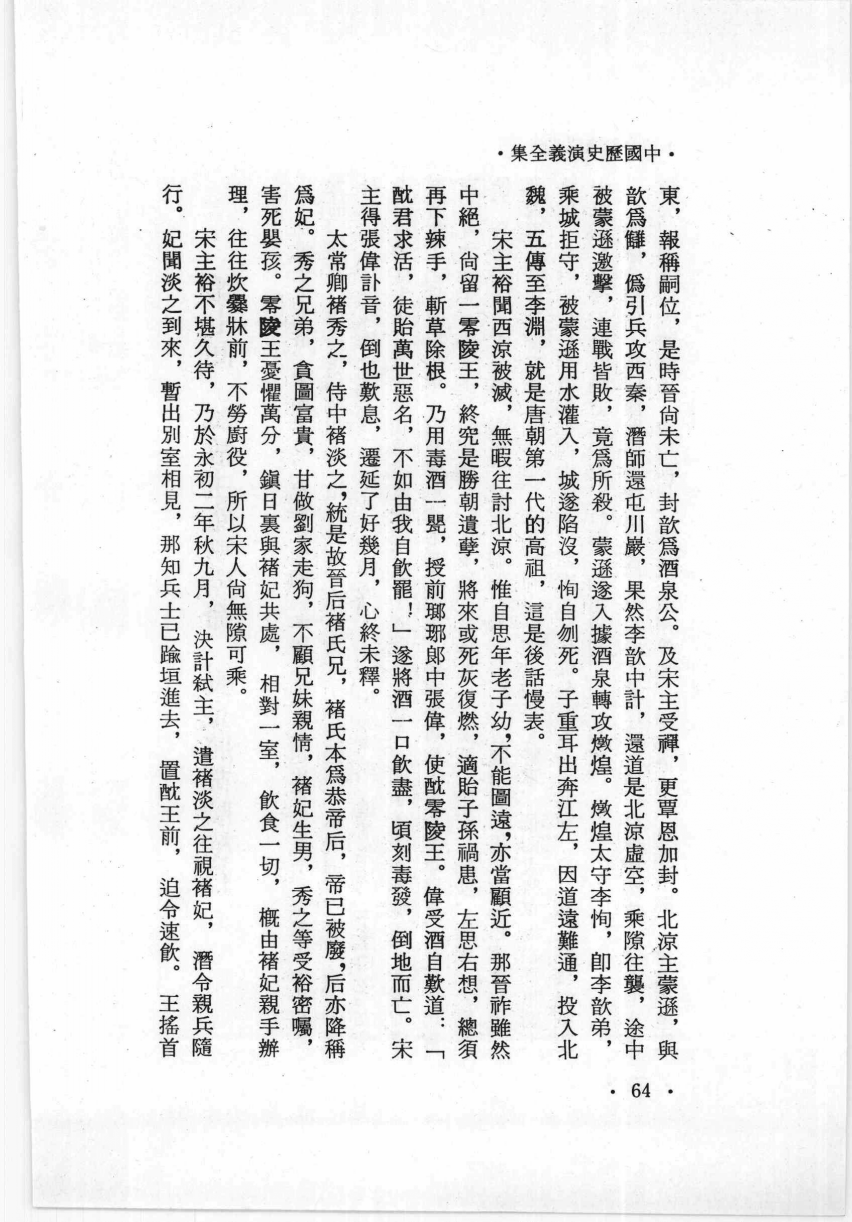 ·中國歷史演義全集·
東，報稱嗣位，是時晉尙未亡，封歆爲酒泉公。及宋主受禪，更覃恩加封。北涼主蒙遜，與
歆爲讎，僞引兵攻西秦，潛師還屯川巖，果然李歆中計，還道是北涼虛空，乘隙往襲，途中
被蒙遜邀擊，連戰皆敗，竟爲所殺。蒙遜遂入據酒泉轉攻燉煌。燉煌太守李恂，卽李歆弟，
乘城拒守，被蒙遜用水灌入，城遂陷沒，恂自刎死。子重耳出奔江左，因道遠難通，投入北
魏，五傳至李淵，就是唐朝第一代的高祖，這是後話慢表。
宋主裕聞西涼被滅，無暇往討北涼。惟自思年老子幼，不能圖遠，亦當顧近。那晉祚雖然
中絕，尙留一零陵王，終究是勝朝遺孽，將來或死灰復燃，適貽子孫禍患，左思右想，總須
再下辣手，斬草除根。乃用毒酒一甖，授前瑯琊郞中張偉，使酖零陵王。偉受酒自歎道：「
酖君求活，徒貽萬世惡名，不如由我自飮罷！」遂將酒一口飮盡，頃刻毒發，倒地而亡。宋
主得張偉訃音，倒也歎息，遷延了好幾月，心終未釋。
太常卿褚秀之，侍中褚淡之，統是故晉后褚氏兄，褚氏本爲恭帝后，帝已被廢，后亦降稱
爲妃。秀之兄弟，貪圖富貴，甘做劉家走狗，不顧兄妹親情，褚妃生男，秀之等受裕密囑，
害死嬰孩。零陵王憂懼萬分，鎭日裏與褚妃共處，相對一室，飮食一切，槪由褚妃親手辦
理，往往炊爨牀前，不勞廚役，所以宋人尙無隙可乘。
宋主裕不堪久待，乃於永初二年秋九月，決計弒主，遣褚淡之往視褚妃，潛令親兵隨
行。妃聞淡之到來，暫出別室相見，那知兵士已踰垣進去，置酖王前，迫令速飮。王搖首
·64·